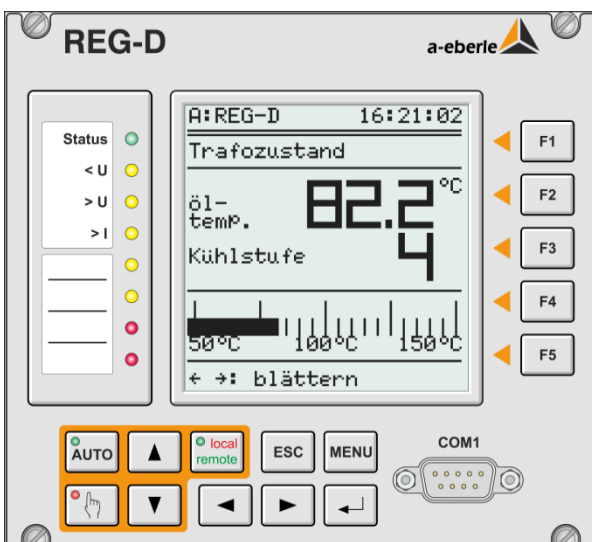 REG-D
a-eberle
Status
< U
> U
> I
A:REG-D 16:21:02
Trafozustand
öl-
temp.
82.2 °C
Kühlstufe 4
50°C 100°C 150°C
← →: blättern
F1
F2
F3
F4
F5
AUTO
local
remote
ESC
MENU
COM1